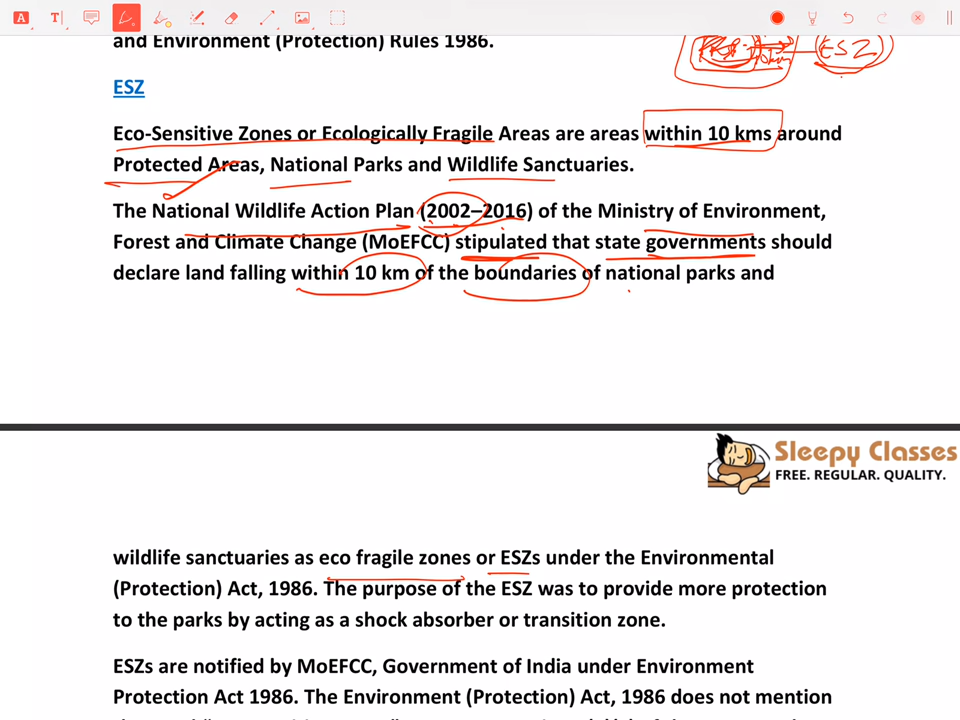 and Environment (Protection) Rules 1986.
ESZ
ESZ
Eco-Sensitive Zones or Ecologically Fragile Areas are areas within 10 kms around
Protected Areas, National Parks and Wildlife Sanctuaries.
The National Wildlife Action Plan (2002–2016) of the Ministry of Environment,
Forest and Climate Change (MoEFCC) stipulated that state governments should
declare land falling within 10 km of the boundaries of national parks and
Sleepy Classes
FREE. REGULAR. QUALITY.
wildlife sanctuaries as eco fragile zones or ESZs under the Environmental
(Protection) Act, 1986. The purpose of the ESZ was to provide more protection
to the parks by acting as a shock absorber or transition zone.
ESZs are notified by MoEFCC, Government of India under Environment
Protection Act 1986. The Environment (Protection) Act, 1986 does not mention